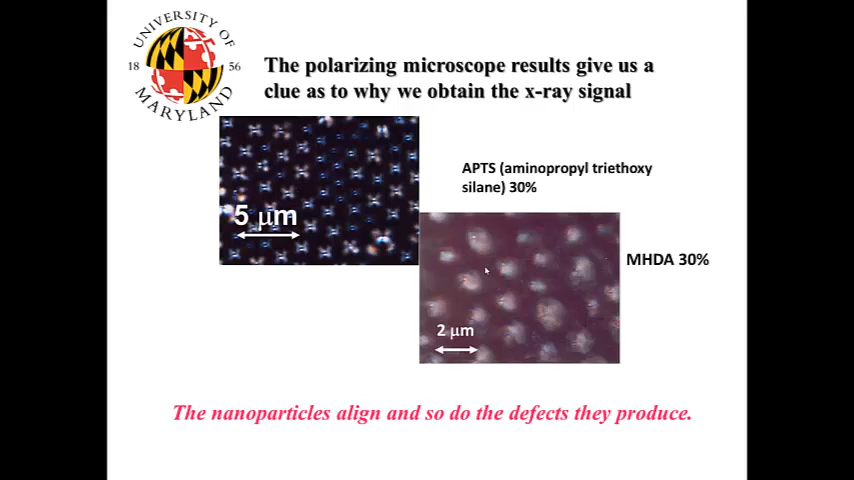 UNIVERSITY OF
18 56
MARYLAND
The polarizing microscope results give us a
clue as to why we obtain the x-ray signal
APTS (aminopropyl triethoxy
silane) 30%
5 μm
MHDA 30%
2 μm
The nanoparticles align and so do the defects they produce.